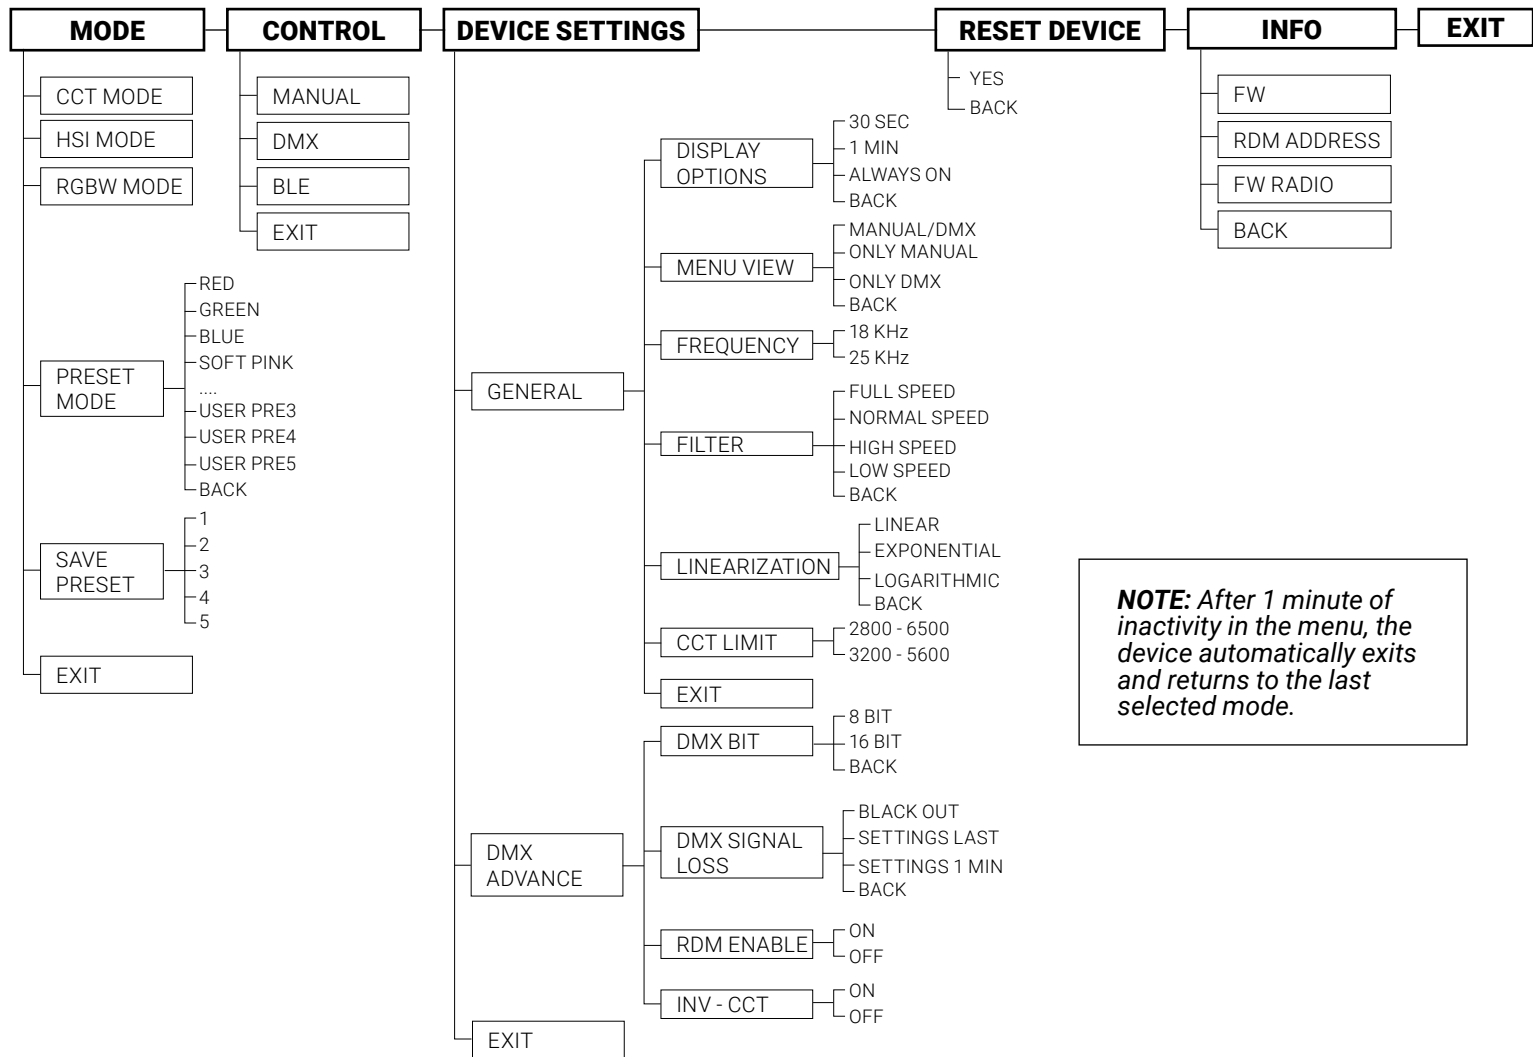 MODE
CONTROL
DEVICE SETTINGS
RESET DEVICE
INFO
EXIT
CCT MODE
HSI MODE
RGBW MODE
PRESET
MODE
RED
GREEN
BLUE
SOFT PINK
....
USER PRE3
USER PRE4
USER PRE5
BACK
SAVE
PRESET
1
2
3
4
5
EXIT
MANUAL
DMX
BLE
EXIT
GENERAL
DISPLAY
OPTIONS
30 SEC
1 MIN
ALWAYS ON
BACK
MENU VIEW
MANUAL/DMX
ONLY MANUAL
ONLY DMX
BACK
FREQUENCY
18 KHz
25 KHz
FILTER
FULL SPEED
NORMAL SPEED
HIGH SPEED
LOW SPEED
BACK
LINEARIZATION
LINEAR
EXPONENTIAL
LOGARITHMIC
BACK
CCT LIMIT
2800 - 6500
3200 - 5600
EXIT
DMX
ADVANCE
DMX BIT
8 BIT
16 BIT
BACK
DMX SIGNAL
LOSS
BLACK OUT
SETTINGS LAST
SETTINGS 1 MIN
BACK
RDM ENABLE
ON
OFF
INV - CCT
ON
OFF
EXIT
YES
BACK
FW
RDM ADDRESS
FW RADIO
BACK
NOTE: After 1 minute of
inactivity in the menu, the
device automatically exits
and returns to the last
selected mode.